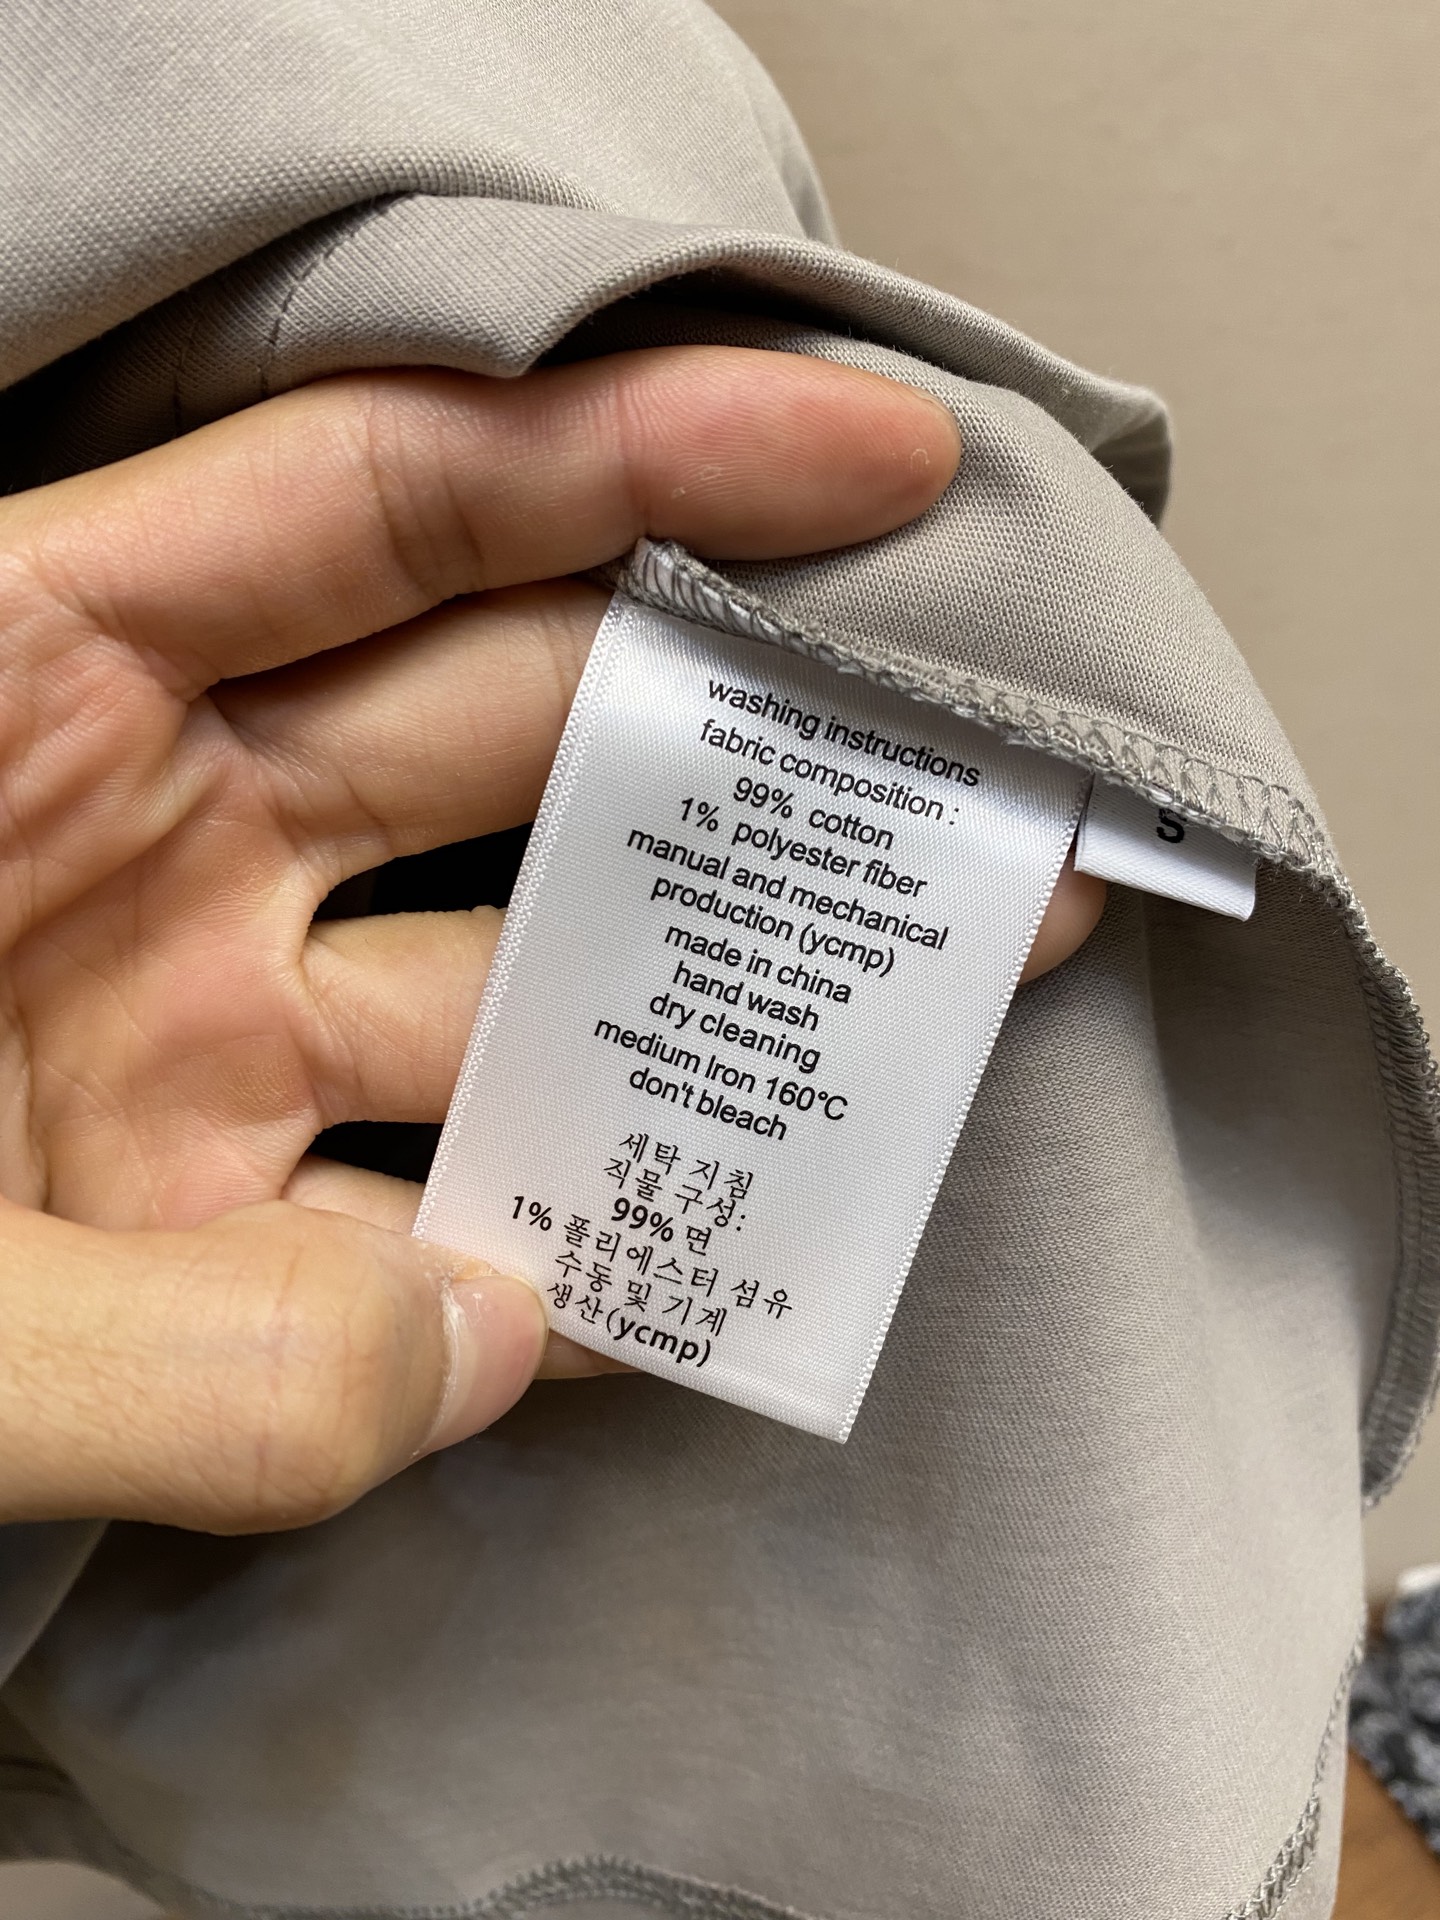 washing instructions
fabric composition :
99% cotton
1% polyester fiber
manual and mechanical
production (ycmp)
made in china
hand wash
dry cleaning
medium Iron 160°C
don't bleach
세탁 지침
직물 구성:
99% 면
1% 폴리에스터 섬유
수동 및 기계
생산(ycmp)
S